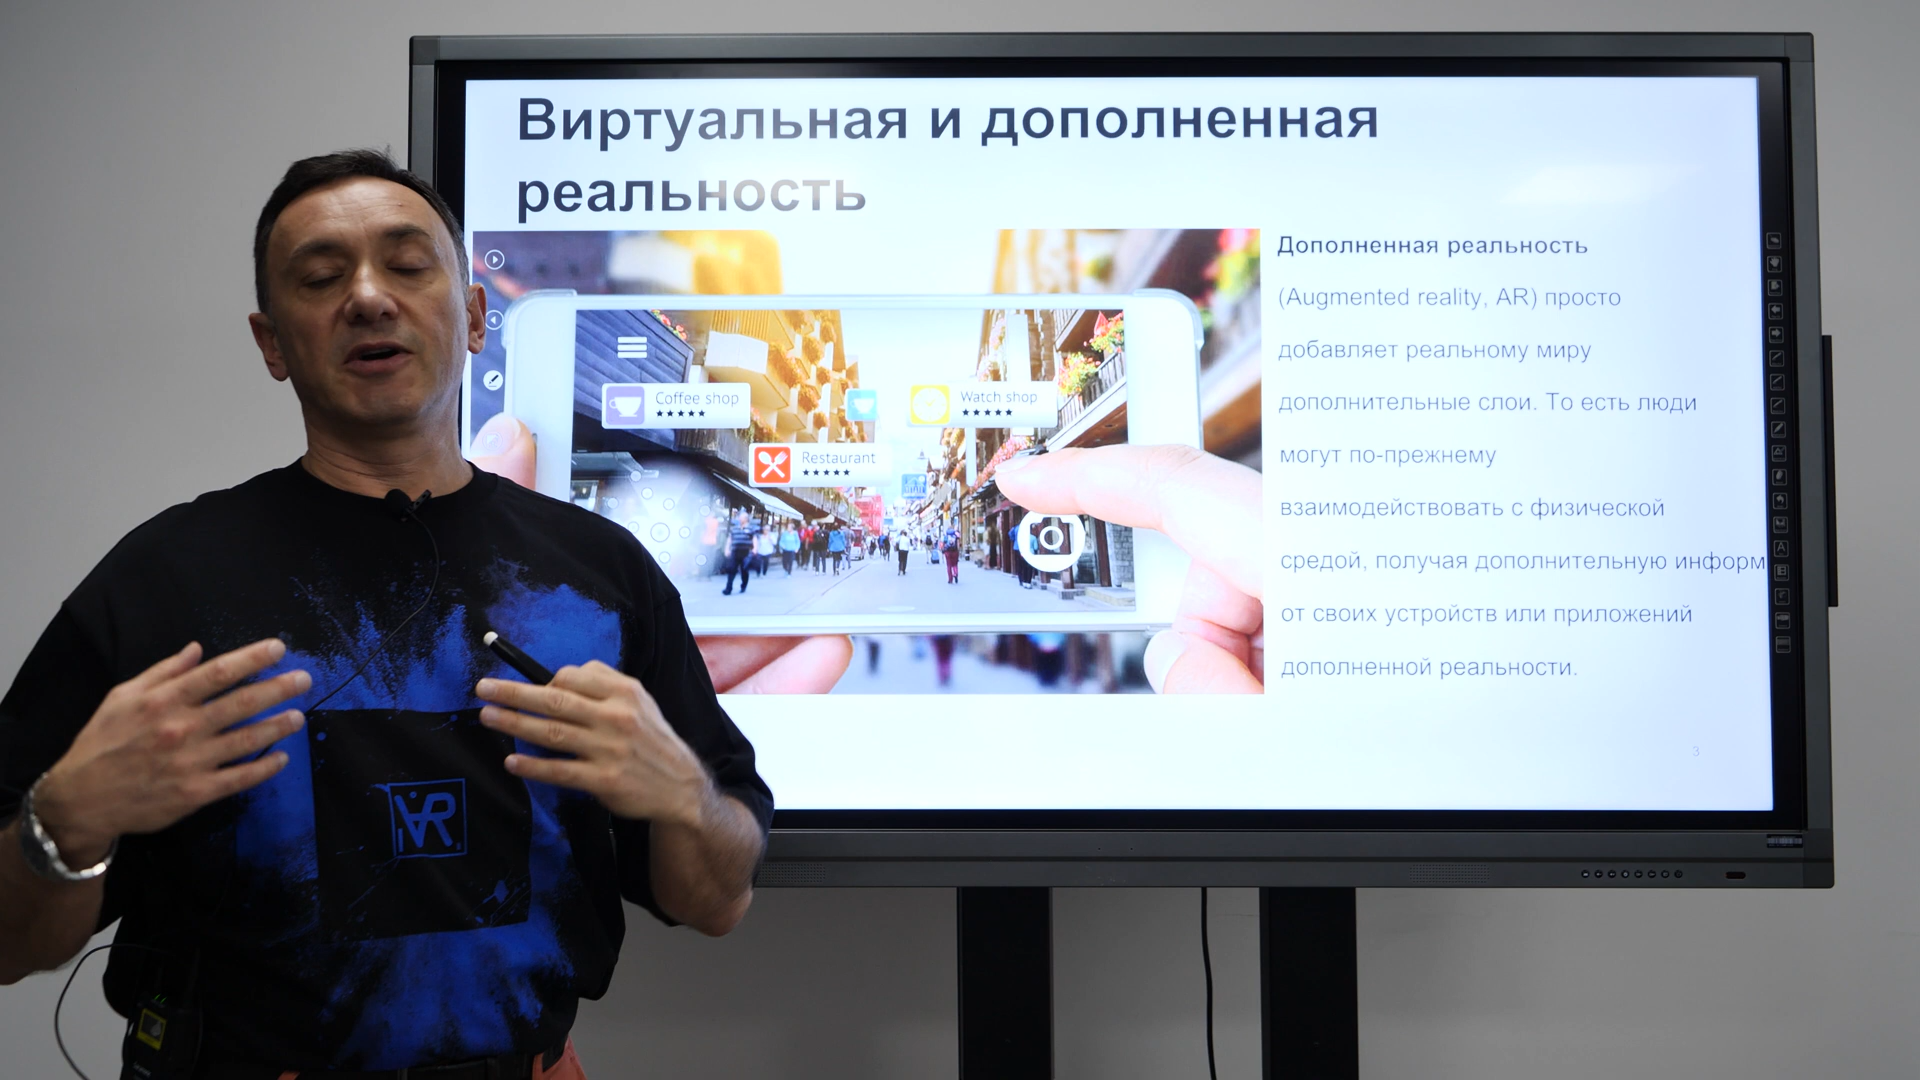 Виртуальная и дополненная
реальность
Дополненная реальность
(Augmented reality, AR) просто
добавляет реальному миру
дополнительные слои. То есть люди
могут по-прежнему
взаимодействовать с физической
средой, получая дополнительную информ
от своих устройств или приложений
дополненной реальности.
Coffee shop
Watch shop
Restaurant
3